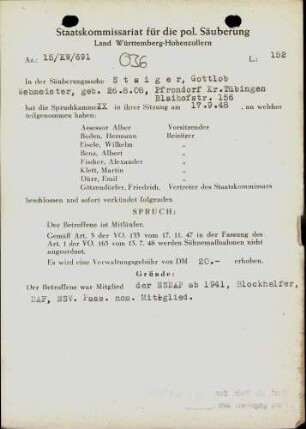 Staatskommissariat für die pol. Säuberung
Land Württemberg-Hohenzollern
Az.: 15/KW/691
036
L.: 152
In der Säuberungssache Staiger, Gottlob
Webmeister, geb. 26.8.08, Pfrondorf Kr.Tübingen
Blaihofstr. 156
hat die Spruchkammer IX in ihrer Sitzung am 17.9.48, an welcher
teilgenommen haben:
Assessor Alber Vorsitzender
Boden, Hermann Beisitzer
Eisele, Wilhelm
Benz, Albert
Fischer, Alexander
Klett, Martin
Dürr, Emil
Götzendörfer, Friedrich, Vertreter des Staatskommissars
beschlossen und sofort verkündet folgenden
SPRUCH:
Der Betroffene ist Mitläufer.
Gemäß Art. 5 der VO. 133 vom 17. 11. 47 in der Fassung des
Art. 1 der VO. 165 vom 13. 7. 48 werden Sühnemaßnahmen nicht
angeordnet.
Es wird eine Verwaltungsgebühr von DM 20.- erhoben.
Gründe:
Der Betroffene war Mitglied der NSDAP ab 1941, Blockhelfer,
DAF, NSV. Pass. nom. Mitglied.